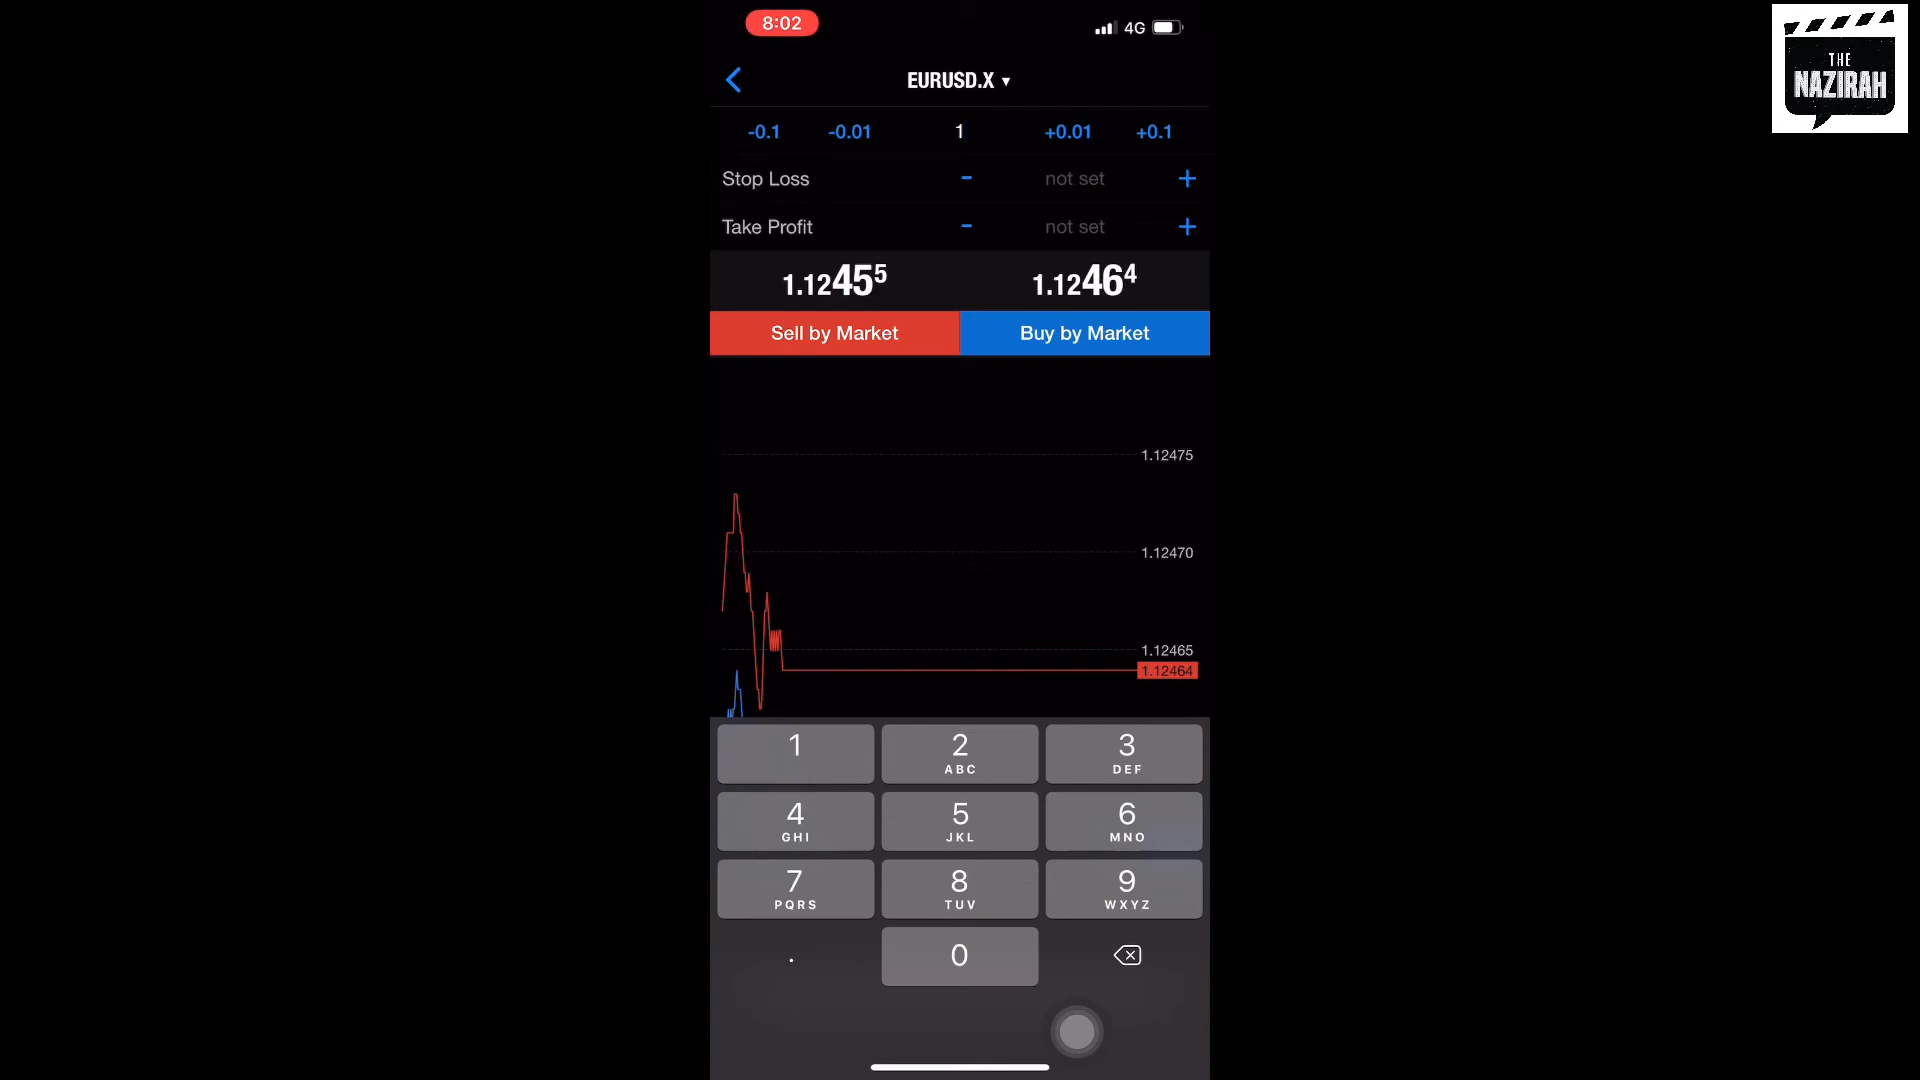 8:02
4G
THE
NAZIRAH
EURUSD.X ▼
-0.1 -0.01 1 +0.01 +0.1
Stop Loss - not set +
Take Profit - not set +
1.12455 1.12464
Sell by Market Buy by Market
1.12475
1.12470
1.12465
1.12464
1 2 3
ABC DEF
4 5 6
GHI JKL MNO
7 8 9
PQRS TUV WXYZ
. 0